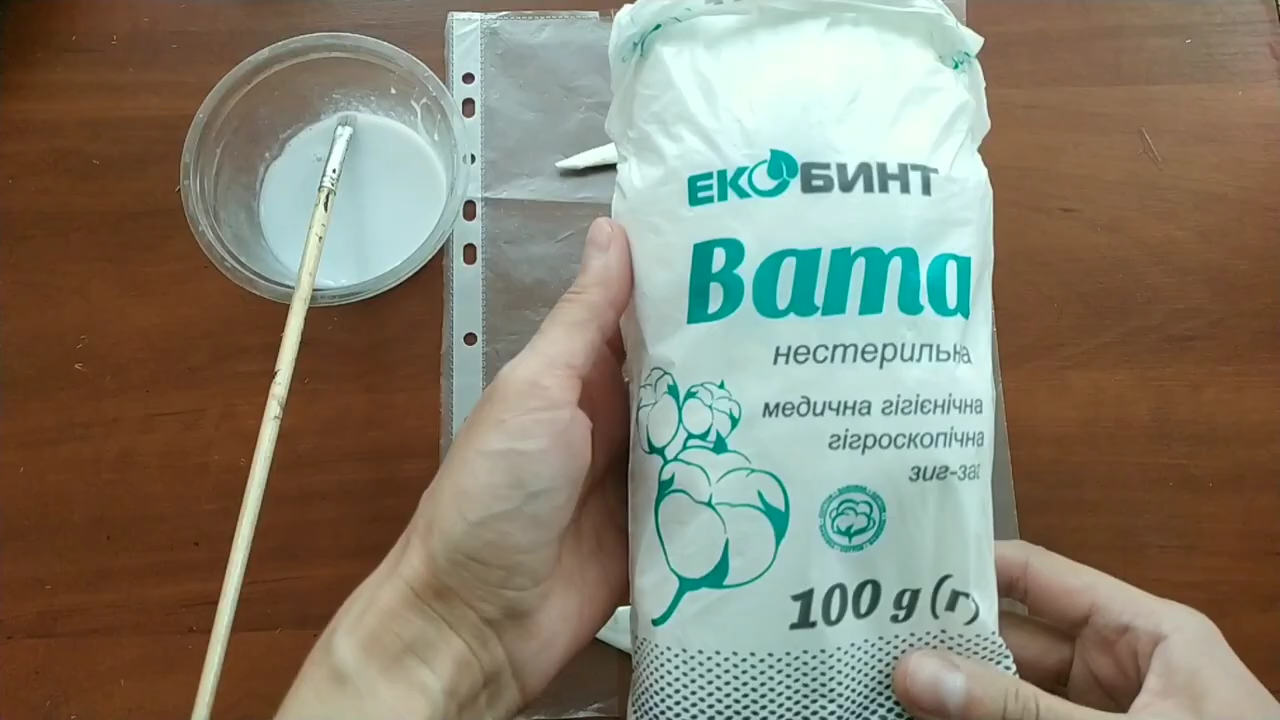 ЕКОБИНТ
Вата
нестерильна
медична гігієнічна
гігроскопічна
зиг-заг
100 g (г)